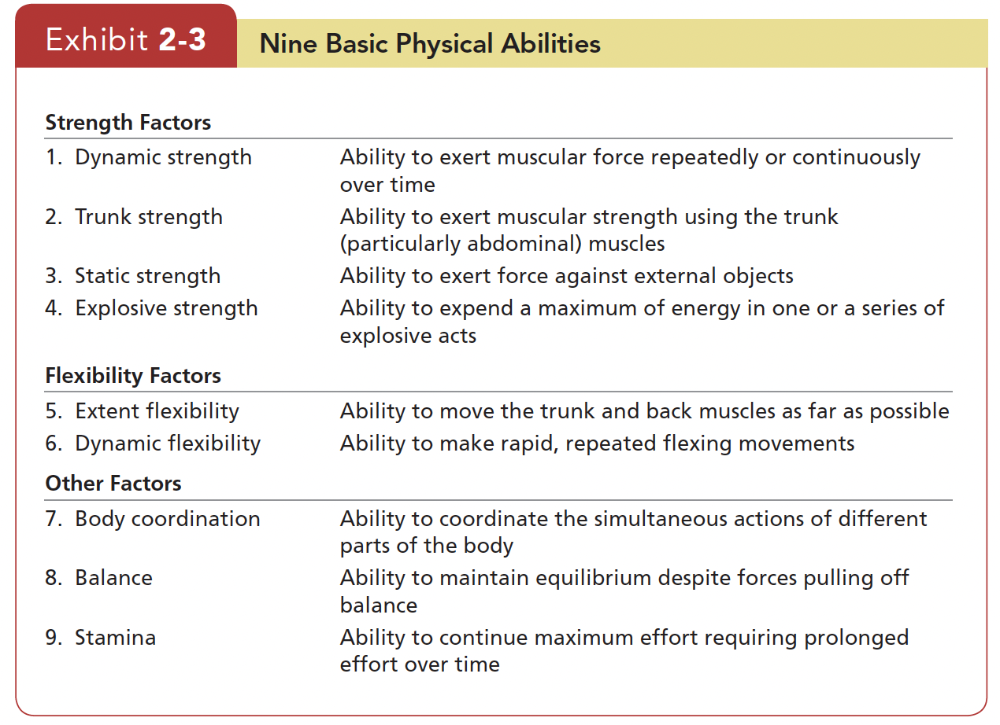 Exhibit 2-3
Nine Basic Physical Abilities
Strength Factors
1. Dynamic strength Ability to exert muscular force repeatedly or continuously
over time
2. Trunk strength Ability to exert muscular strength using the trunk
(particularly abdominal) muscles
3. Static strength Ability to exert force against external objects
4. Explosive strength Ability to expend a maximum of energy in one or a series of
explosive acts
Flexibility Factors
5. Extent flexibility Ability to move the trunk and back muscles as far as possible
6. Dynamic flexibility Ability to make rapid, repeated flexing movements
Other Factors
7. Body coordination Ability to coordinate the simultaneous actions of different
parts of the body
8. Balance Ability to maintain equilibrium despite forces pulling off
balance
9. Stamina Ability to continue maximum effort requiring prolonged
effort over time